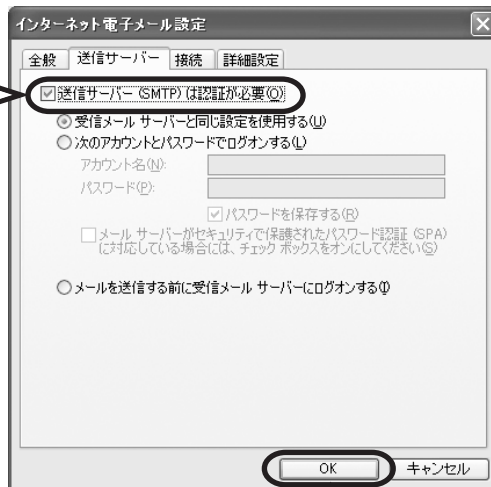 インターネット電子メール設定
全般 送信サーバー 接続 詳細設定
送信サーバー (SMTP) は認証が必要(O)
受信メール サーバーと同じ設定を使用する(U)
次のアカウントとパスワードでログオンする(L)
アカウント名(N):
パスワード(P):
パスワードを保存する(R)
メール サーバーがセキュリティで保護されたパスワード認証 (SPA)
に対応している場合には、チェック ボックスをオンにしてください(S)
メールを送信する前に受信メール サーバーにログオンする(I)
OK キャンセル